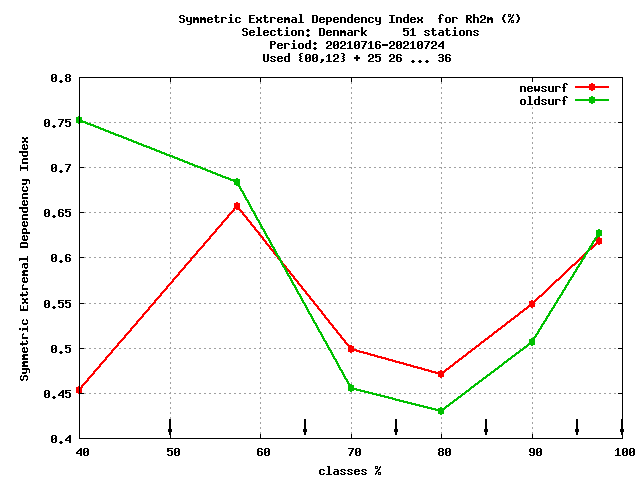 Symmetric Extremal Dependency Index  for Rh2m (%)
Selection: Denmark     51 stations
Period: 20210716-20210724
Used {00,12} + 25 26 ... 36
newsurf
oldsurf
0.8
0.75
0.7
0.65
0.6
0.55
0.5
0.45
0.4
Symmetric Extremal Dependency Index
40 50 60 70 80 90 100
classes %